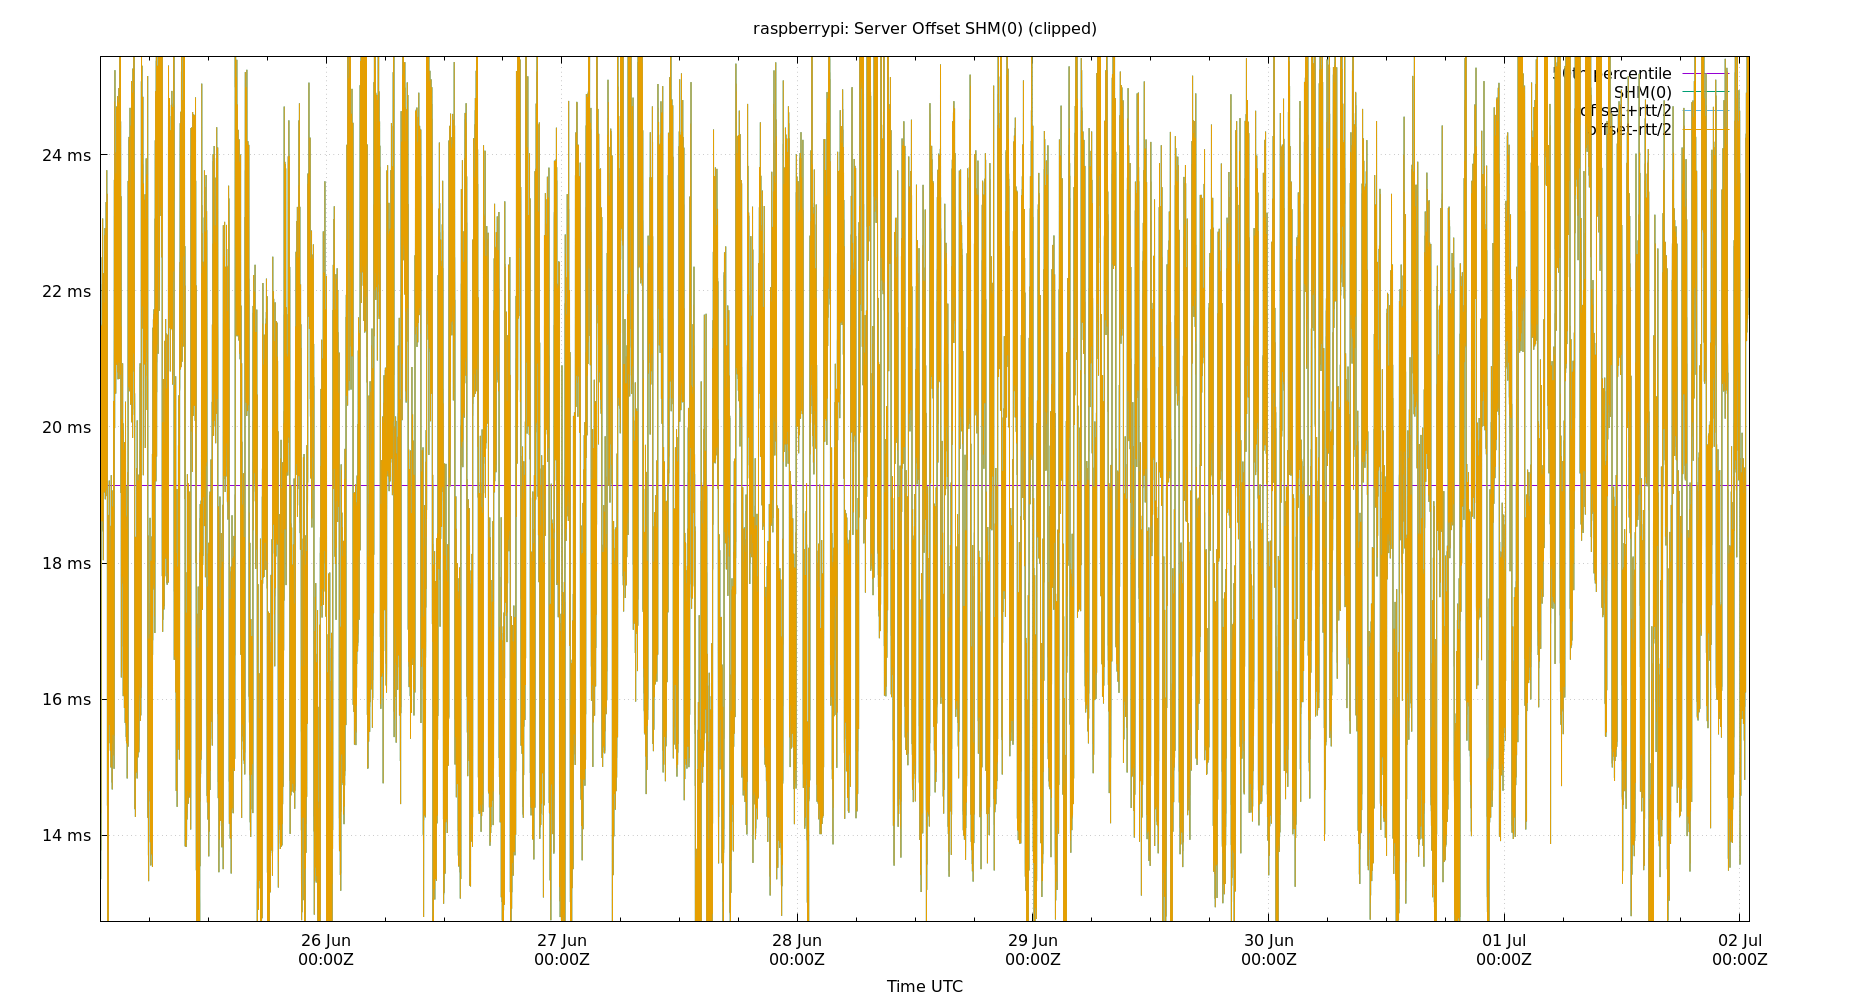 raspberrypi: Server Offset SHM(0) (clipped)
50th percentile
SHM(0)
offset+rtt/2
offset-rtt/2
24 ms
22 ms
20 ms
18 ms
16 ms
14 ms
26 Jun 27 Jun 28 Jun 29 Jun 30 Jun 01 Jul 02 Jul
00:00Z 00:00Z 00:00Z 00:00Z 00:00Z 00:00Z 00:00Z
Time UTC